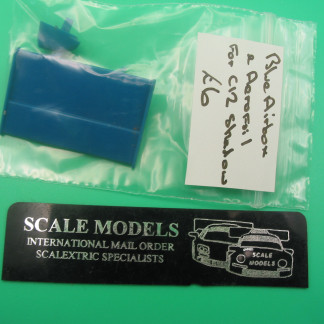 Blue Airbox
& Aerofoil
For C12 Shadow
£6
SCALE MODELS
INTERNATIONAL MAIL ORDER
SCALEXTRIC SPECIALISTS
SCALE
MODELS